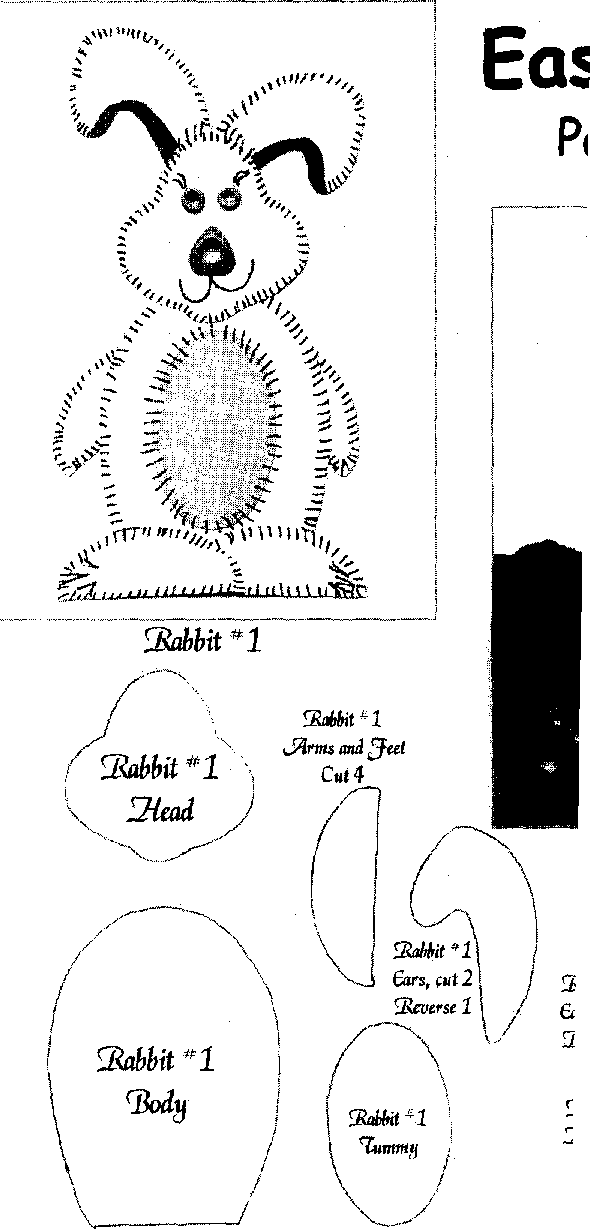 Eas
Rabbit #1
Rabbit #1
Arms and Feet
Cut 4
Rabbit #1
Head
Rabbit #1
Ears, cut 2
Reverse 1
Rabbit #1
Body
Rabbit #1
Tummy